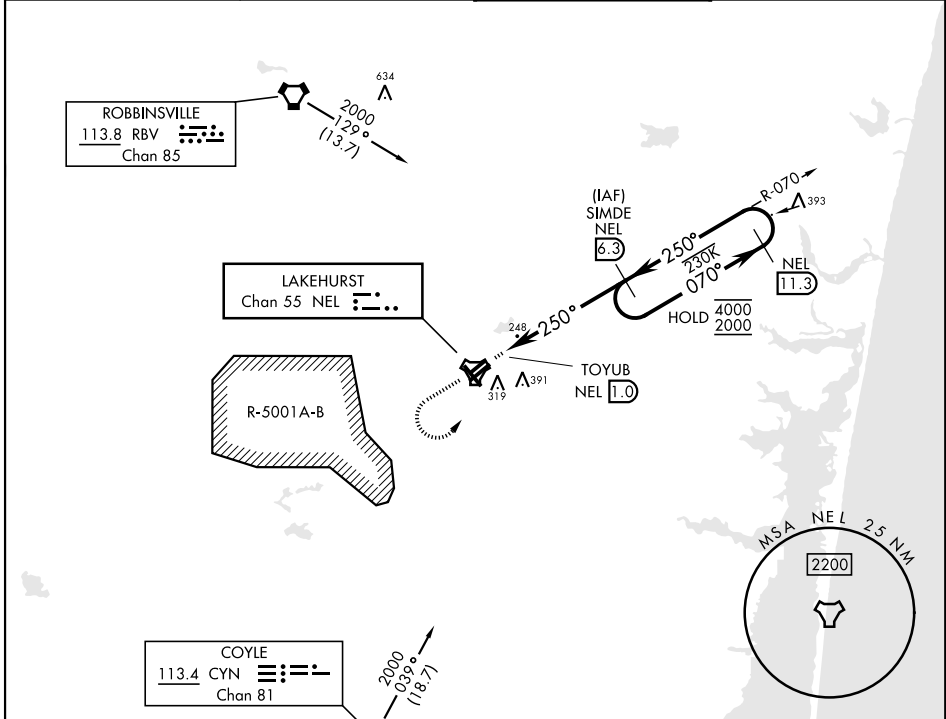 634
2000
129°
(13.7)
ROBBINSVILLE
113.8 RBV
Chan 85
R-070
393
(IAF)
SIMDE
NEL
6.3
250°
230K
070°
NEL
11.3
LAKEHURST
Chan 55 NEL
HOLD 4000
2000
250°
248
TOYUB
NEL 1.0
319
391
R-5001A-B
MSA NEL 25 NM
2200
COYLE
113.4 CYN
Chan 81
2000
039°
(18.7)